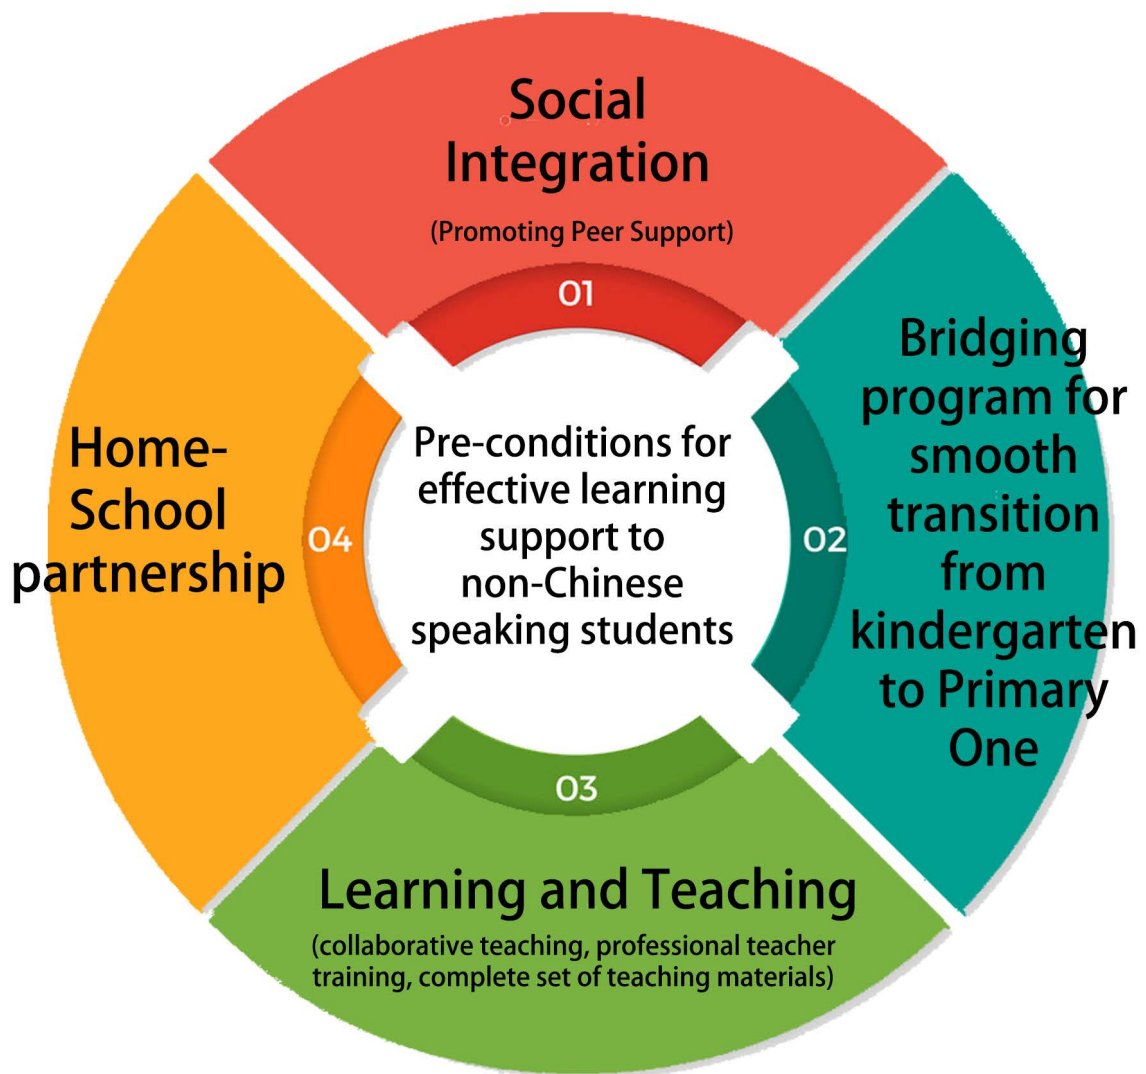 Social
Integration
(Promoting Peer Support)
01
Bridging
program for
smooth
transition
from
kindergarten
to Primary
One
02
Learning and Teaching
(collaborative teaching, professional teacher
training, complete set of teaching materials)
03
Home-
School
partnership
04
Pre-conditions for
effective learning
support to
non-Chinese
speaking students